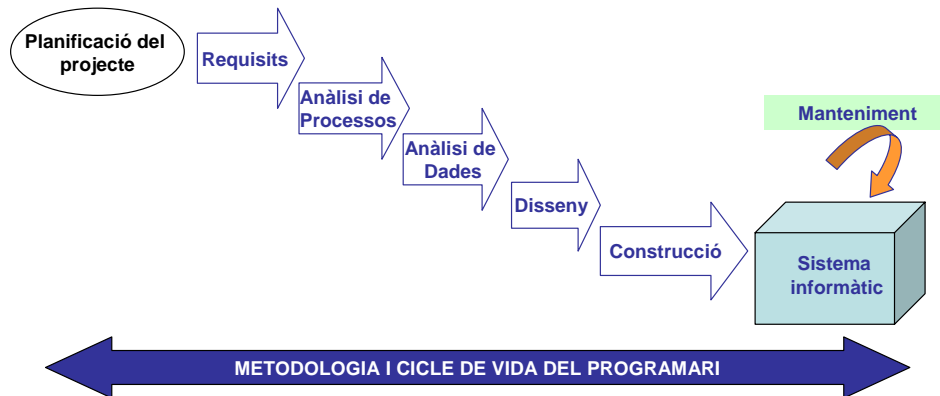 Planificació del
projecte
Requisits
Anàlisi de
Processos
Anàlisi de
Dades
Disseny
Construcció
Manteniment
Sistema
informàtic
METODOLOGIA I CICLE DE VIDA DEL PROGRAMARI